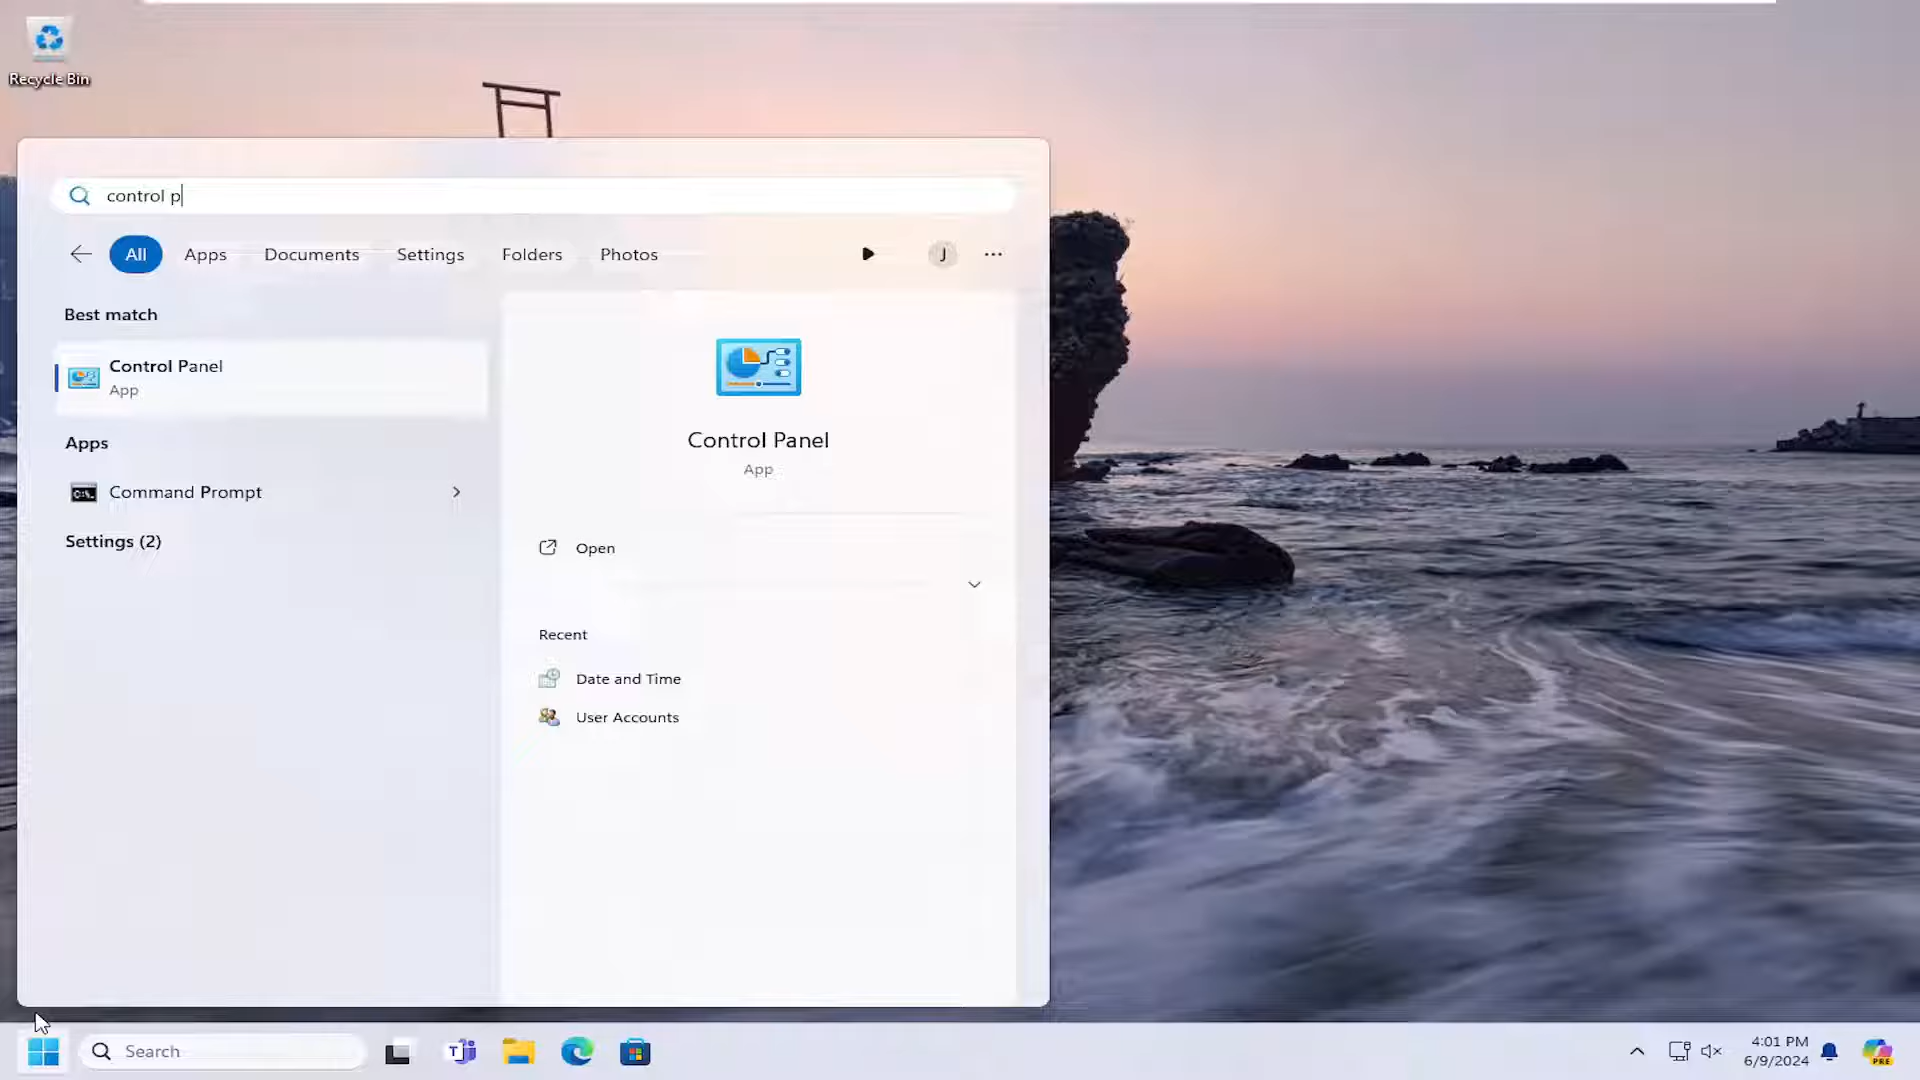 Recycle Bin
control p
All
Apps
Documents
Settings
Folders
Photos
J
Best match
Control Panel
App
Apps
Command Prompt
Settings (2)
Control Panel
App
Open
Recent
Date and Time
User Accounts
Search
4:01 PM
6/9/2024
PRE